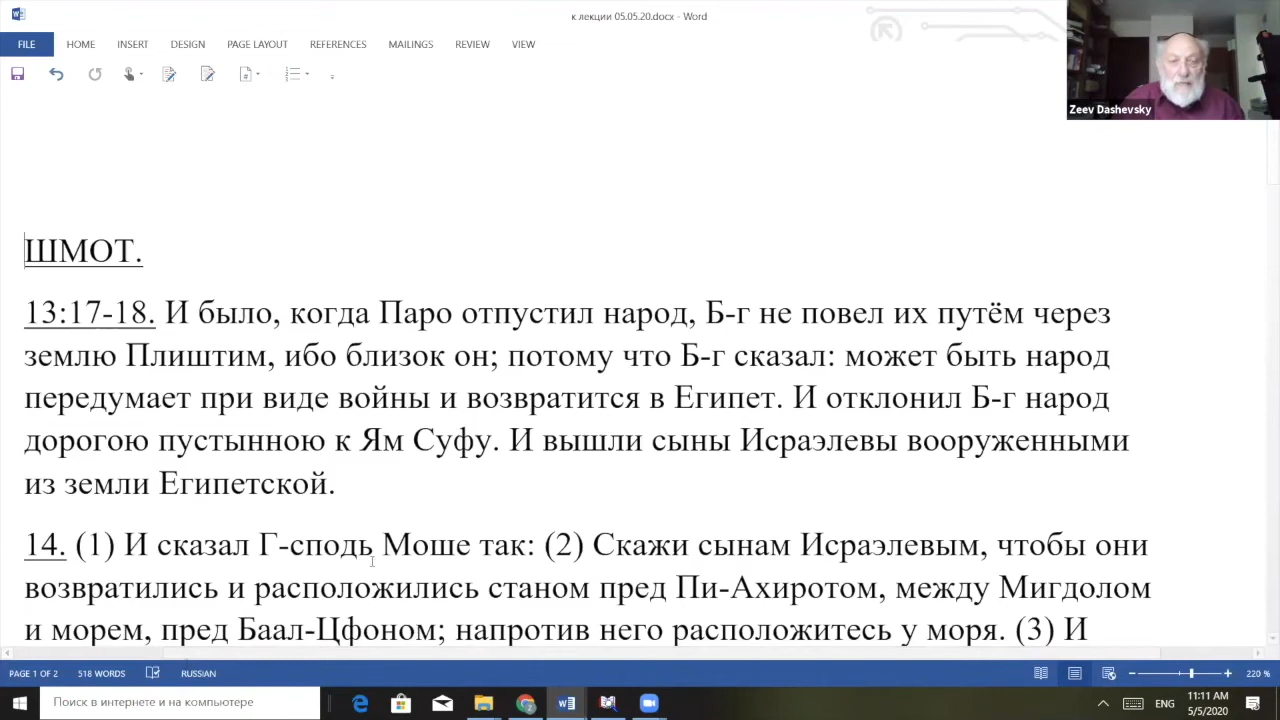 к лекции 05.05.20.docx - Word
FILE HOME INSERT DESIGN PAGE LAYOUT REFERENCES MAILINGS REVIEW VIEW
Zeev Dashevsky
ШМОТ.
13:17-18. И было, когда Паро отпустил народ, Б-г не повел их путём через
землю Плиштим, ибо близок он; потому что Б-г сказал: может быть народ
передумает при виде войны и возвратится в Египет. И отклонил Б-г народ
дорогою пустынною к Ям Суфу. И вышли сыны Исраэлевы вооруженными
из земли Египетской.
14. (1) И сказал Г-сподь Моше так: (2) Скажи сынам Исраэлевым, чтобы они
возвратились и расположились станом пред Пи-Ахиротом, между Мигдолом
и морем, пред Баал-Цфоном; напротив него расположитесь у моря. (3) И
PAGE 1 OF 2 518 WORDS RUSSIAN 220 %
Поиск в интернете и на компьютере
ENG
11:11 AM
5/5/2020